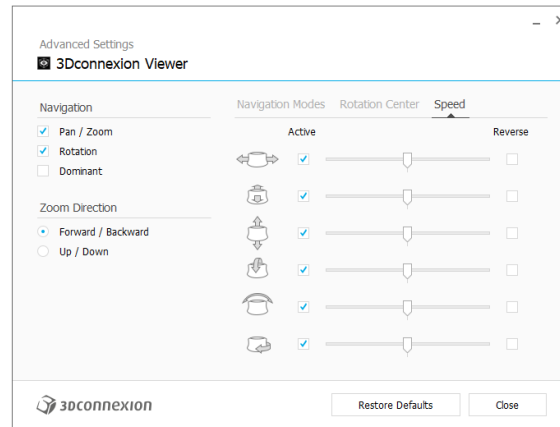 Advanced Settings
3Dconnexion Viewer
Navigation
Pan / Zoom
Rotation
Dominant
Zoom Direction
Forward / Backward
Up / Down
Navigation Modes Rotation Center Speed
Active Reverse
3Dconnexion
Restore Defaults Close